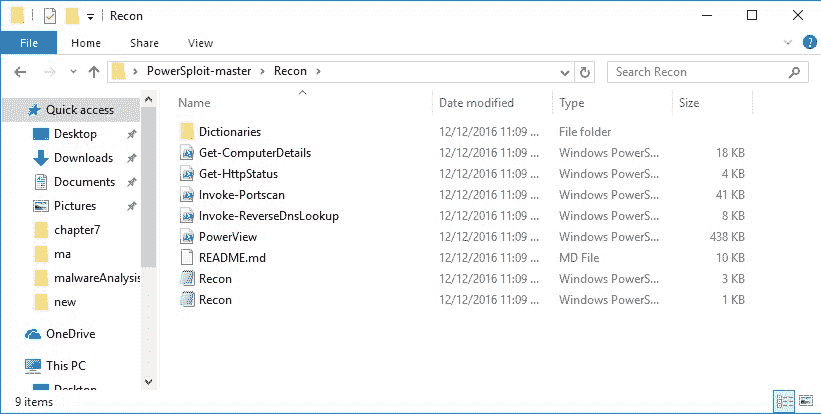 Recon
File Home Share View
PowerSploit-master Recon Search Recon
Name Date modified Type Size
Quick access
Desktop
Downloads
Documents
Pictures
chapter7
ma
malwareAnalysis
new
OneDrive
This PC
Desktop
Dictionaries 12/12/2016 11:09 ... File folder
Get-ComputerDetails 12/12/2016 11:09 ... Windows PowerS... 18 KB
Get-HttpStatus 12/12/2016 11:09 ... Windows PowerS... 4 KB
Invoke-Portscan 12/12/2016 11:09 ... Windows PowerS... 41 KB
Invoke-ReverseDnsLookup 12/12/2016 11:09 ... Windows PowerS... 8 KB
PowerView 12/12/2016 11:09 ... Windows PowerS... 438 KB
README.md 12/12/2016 11:09 ... MD File 10 KB
Recon 12/12/2016 11:09 ... Windows PowerS... 3 KB
Recon 12/12/2016 11:09 ... Windows PowerS... 1 KB
9 items